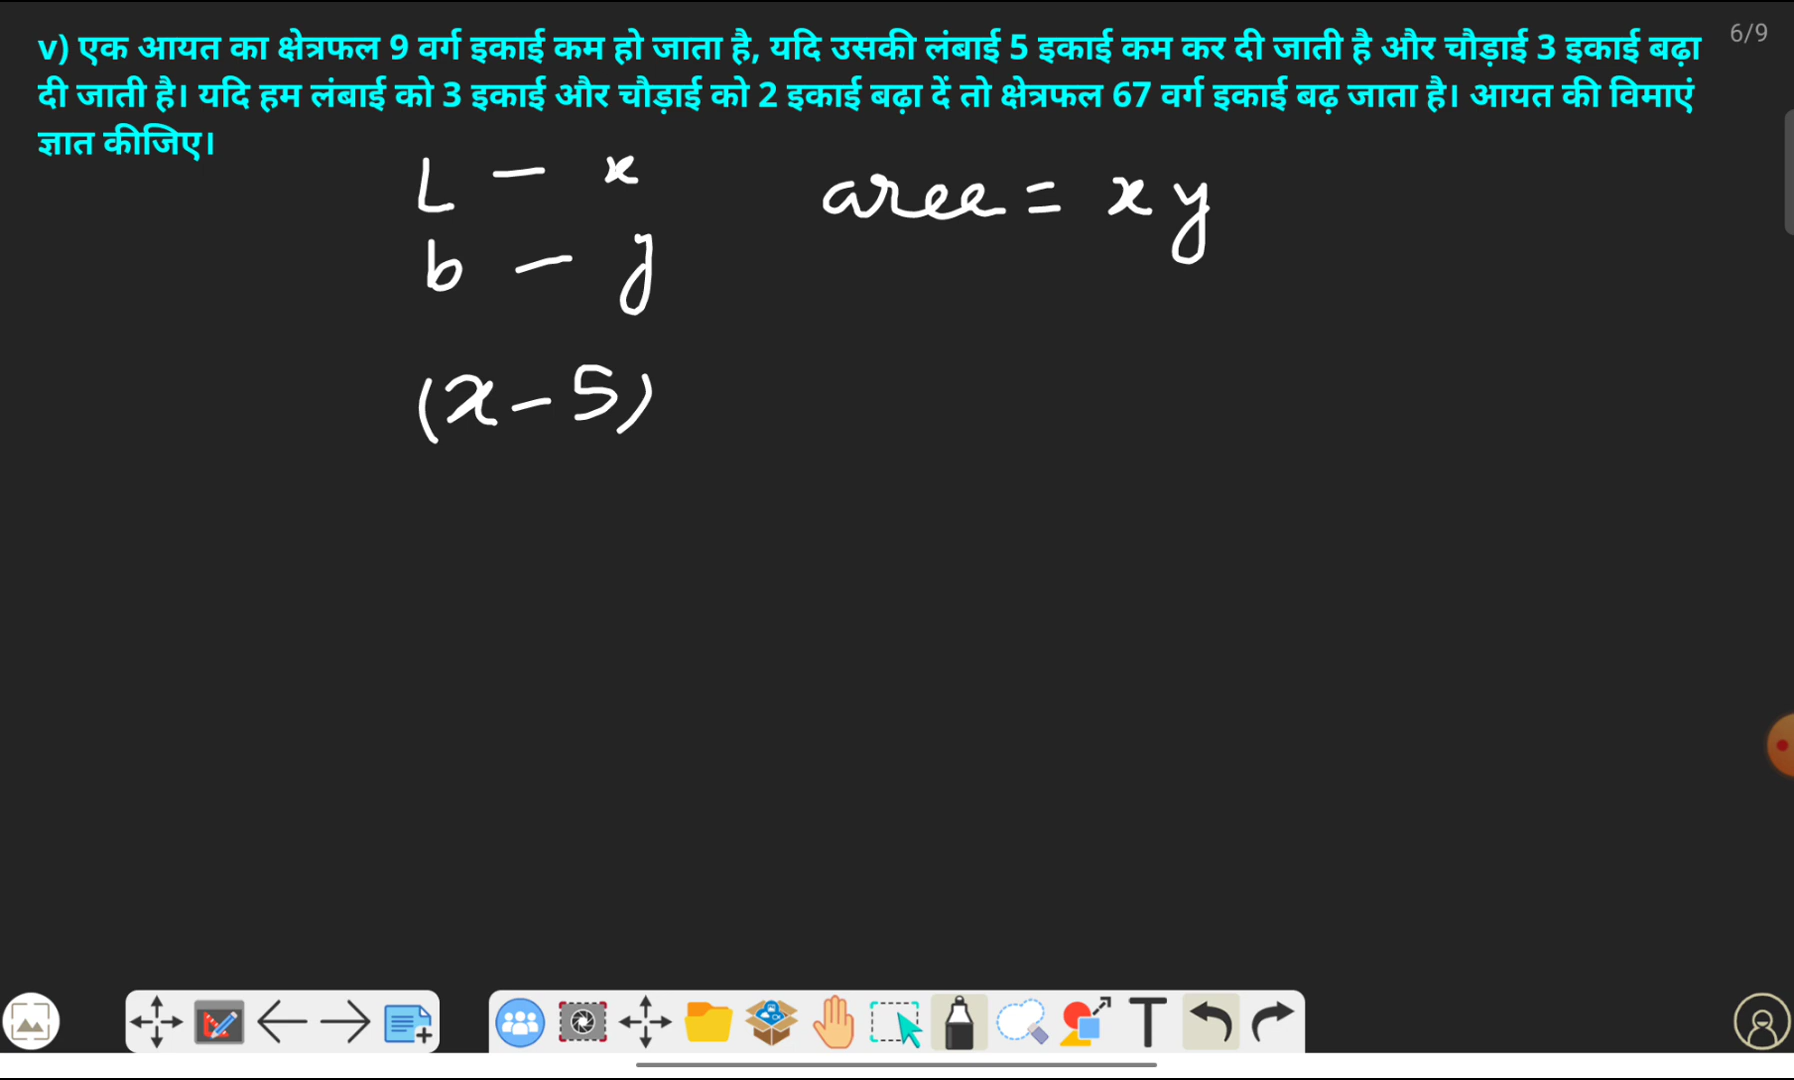 6/9
v) एक आयत का क्षेत्रफल 9 वर्ग इकाई कम हो जाता है, यदि उसकी लंबाई 5 इकाई कम कर दी जाती है और चौड़ाई 3 इकाई बढ़ा
दी जाती है। यदि हम लंबाई को 3 इकाई और चौड़ाई को 2 इकाई बढ़ा दें तो क्षेत्रफल 67 वर्ग इकाई बढ़ जाता है। आयत की विमाएं
ज्ञात कीजिए।
L - x
area = xy
b - y
(x-5)
T